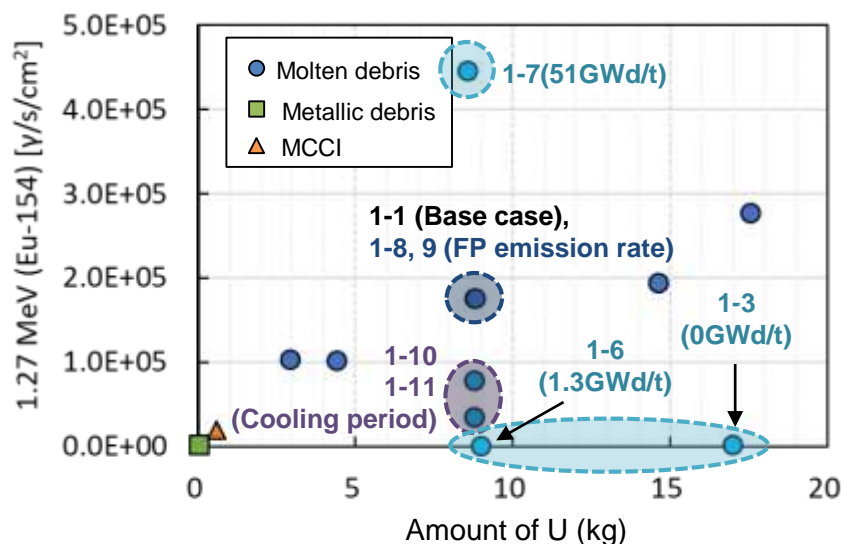 5.0E+05
4.0E+05
3.0E+05
2.0E+05
1.0E+05
0.0E+00
1.27 MeV (Eu-154) [γ/s/cm²]
Molten debris
Metallic debris
MCCI
1-7(51GWd/t)
1-1 (Base case),
1-8, 9 (FP emission rate)
1-3
(0GWd/t)
1-6
(1.3GWd/t)
1-10
1-11
(Cooling period)
0 5 10 15 20
Amount of U (kg)